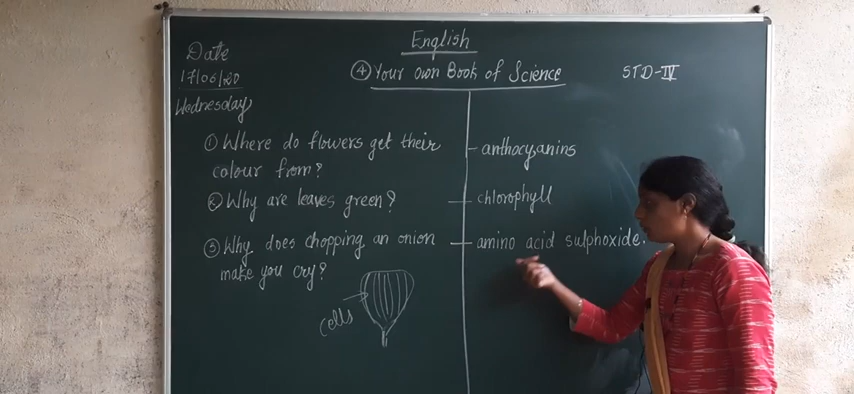 English
Date
17/06/20
Wednesday
④ Your own Book of Science
STD-IV
① Where do flowers get their
colour from?
- anthocyanins
② Why are leaves green?
- chlorophyll
③ Why does chopping an onion
make you cry?
- amino acid sulphoxide.
cells